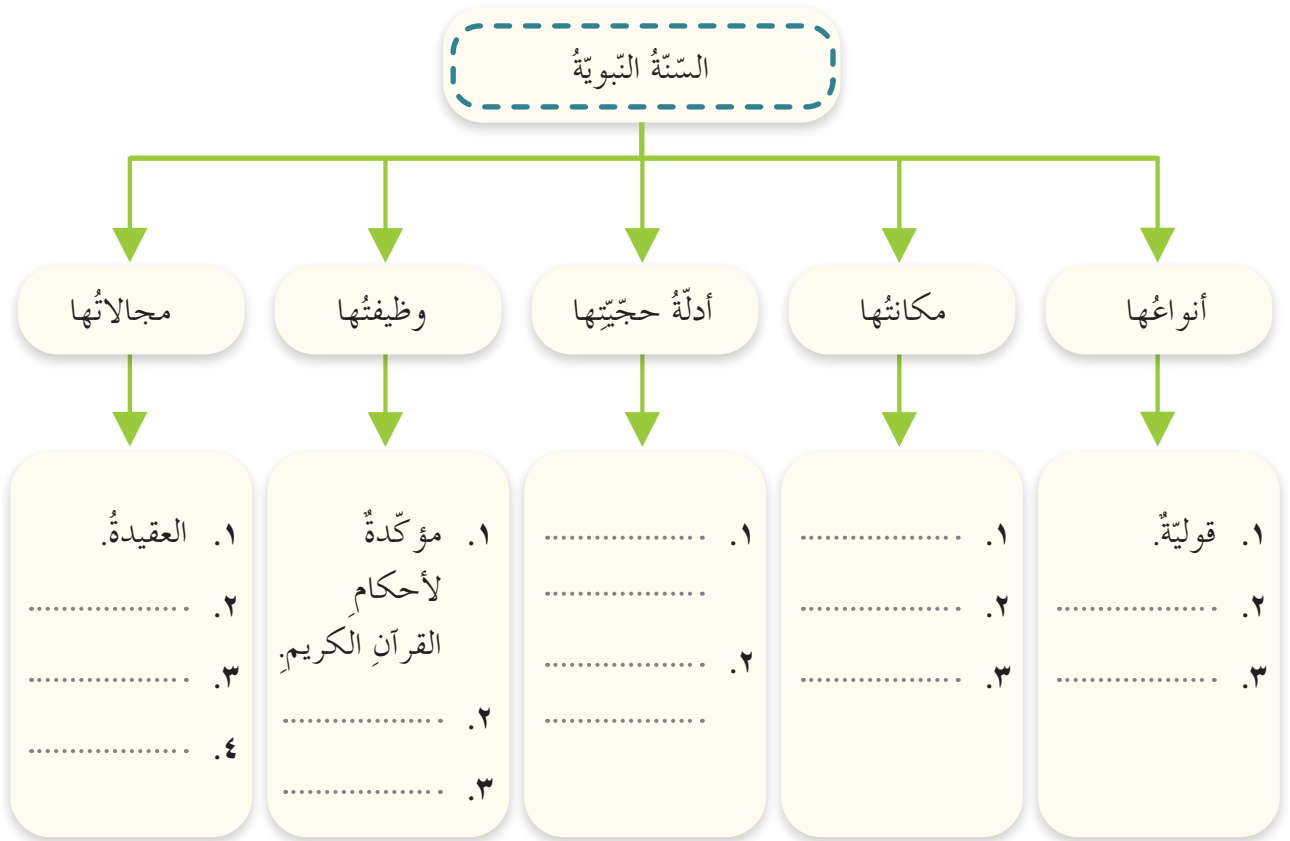 السّنّةُ النّبويّةُ
أنواعُها
مكانتُها
أدلّةُ حجّيّتِها
وظيفتُها
مجالاتُها
١. قوليّةٌ.
٢. ...................
٣. ...................
١. ...................
٢. ...................
٣. ...................
١. ...................
...................
٢. ...................
...................
١. مؤكّدةٌ
لأحكامِ
القرآنِ الكريمِ.
٢. ...................
٣. ...................
١. العقيدةُ.
٢. ...................
٣. ...................
٤. ...................